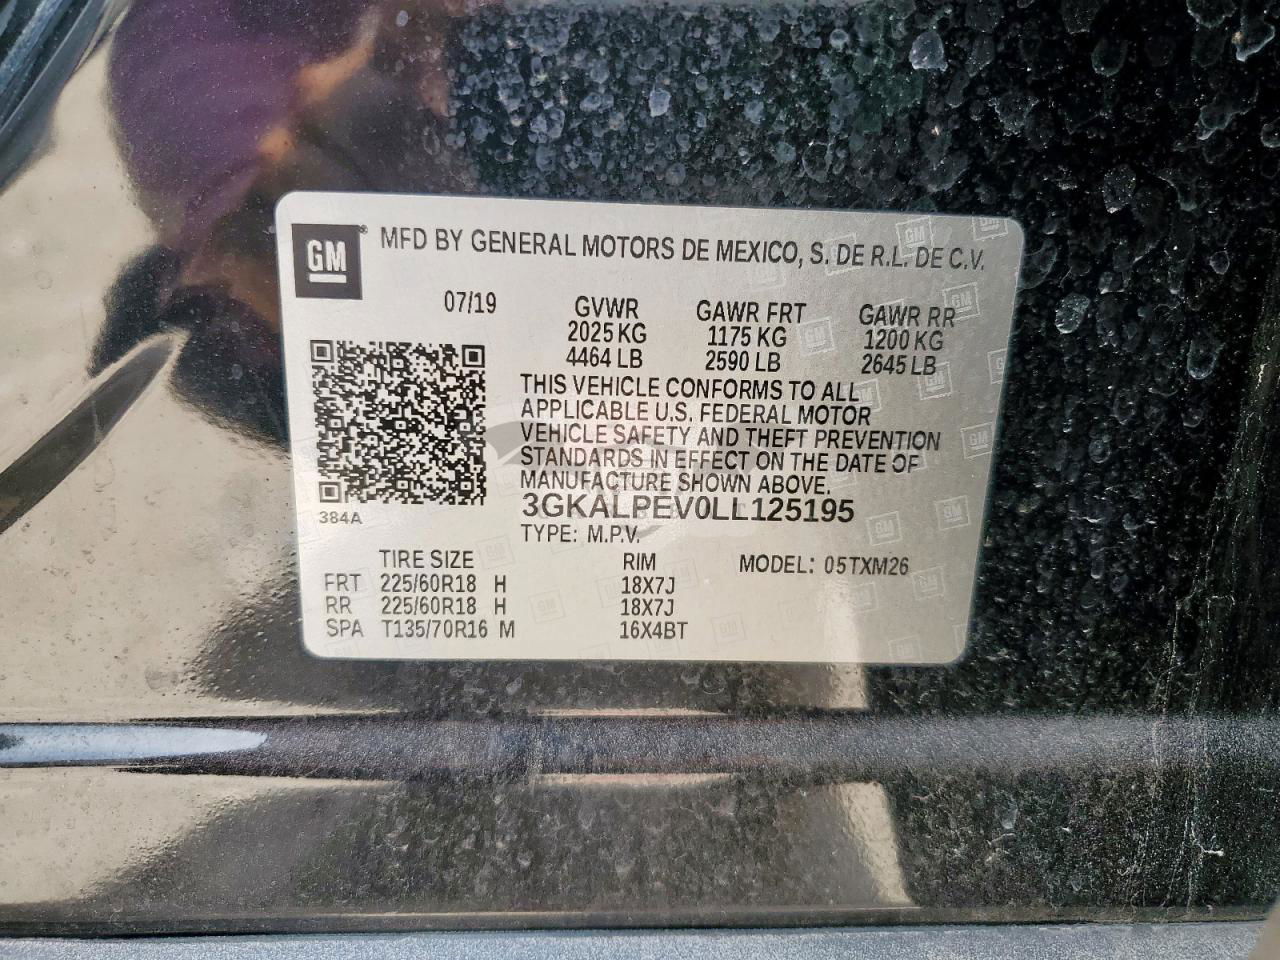 GM
MFD BY GENERAL MOTORS DE MEXICO, S. DE R.L. DE C.V.
07/19 GVWR GAWR FRT GAWR RR
2025 KG 1175 KG 1200 KG
4464 LB 2590 LB 2645 LB
THIS VEHICLE CONFORMS TO ALL
APPLICABLE U.S. FEDERAL MOTOR
VEHICLE SAFETY AND THEFT PREVENTION
STANDARDS IN EFFECT ON THE DATE OF
MANUFACTURE SHOWN ABOVE.
3GKALPEV0LL125195
384A
TYPE: M.P.V.
TIRE SIZE RIM MODEL: 05TXM26
FRT 225/60R18 H 18X7J
RR 225/60R18 H 18X7J
SPA T135/70R16 M 16X4BT